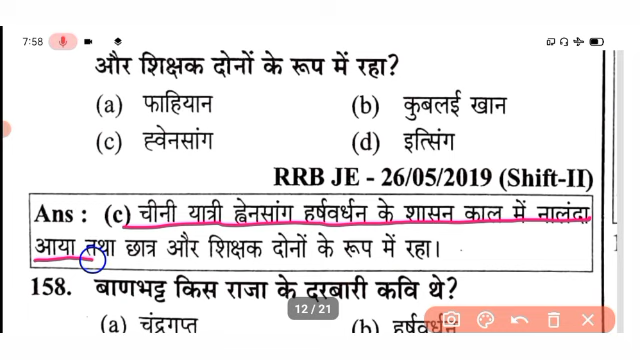 7:58
और शिक्षक दोनों के रूप में रहा?
(a) फाहियान (b) कुबलई खान
(c) ह्वेनसांग (d) इत्सिंग
RRB JE - 26/05/2019 (Shift-II)
Ans : (c) चीनी यात्री ह्वेनसांग हर्षवर्धन के शासन काल में नालंदा
आया तथा छात्र और शिक्षक दोनों के रूप में रहा।
158. बाणभट्ट किस राजा के दरबारी कवि थे?
12 / 21
(a) चंद्रगुप्त (b) हर्षवर्धन